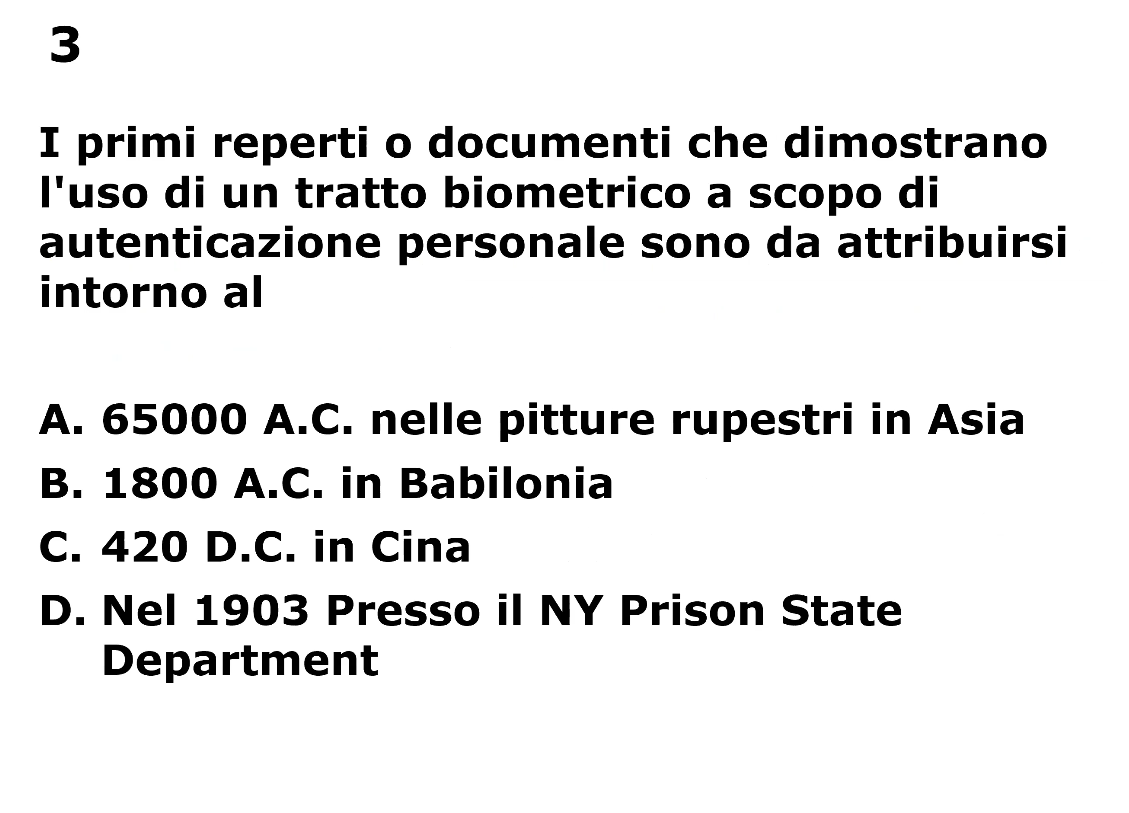 3
I primi reperti o documenti che dimostrano
l'uso di un tratto biometrico a scopo di
autenticazione personale sono da attribuirsi
intorno al
A. 65000 A.C. nelle pitture rupestri in Asia
B. 1800 A.C. in Babilonia
C. 420 D.C. in Cina
D. Nel 1903 Presso il NY Prison State
Department